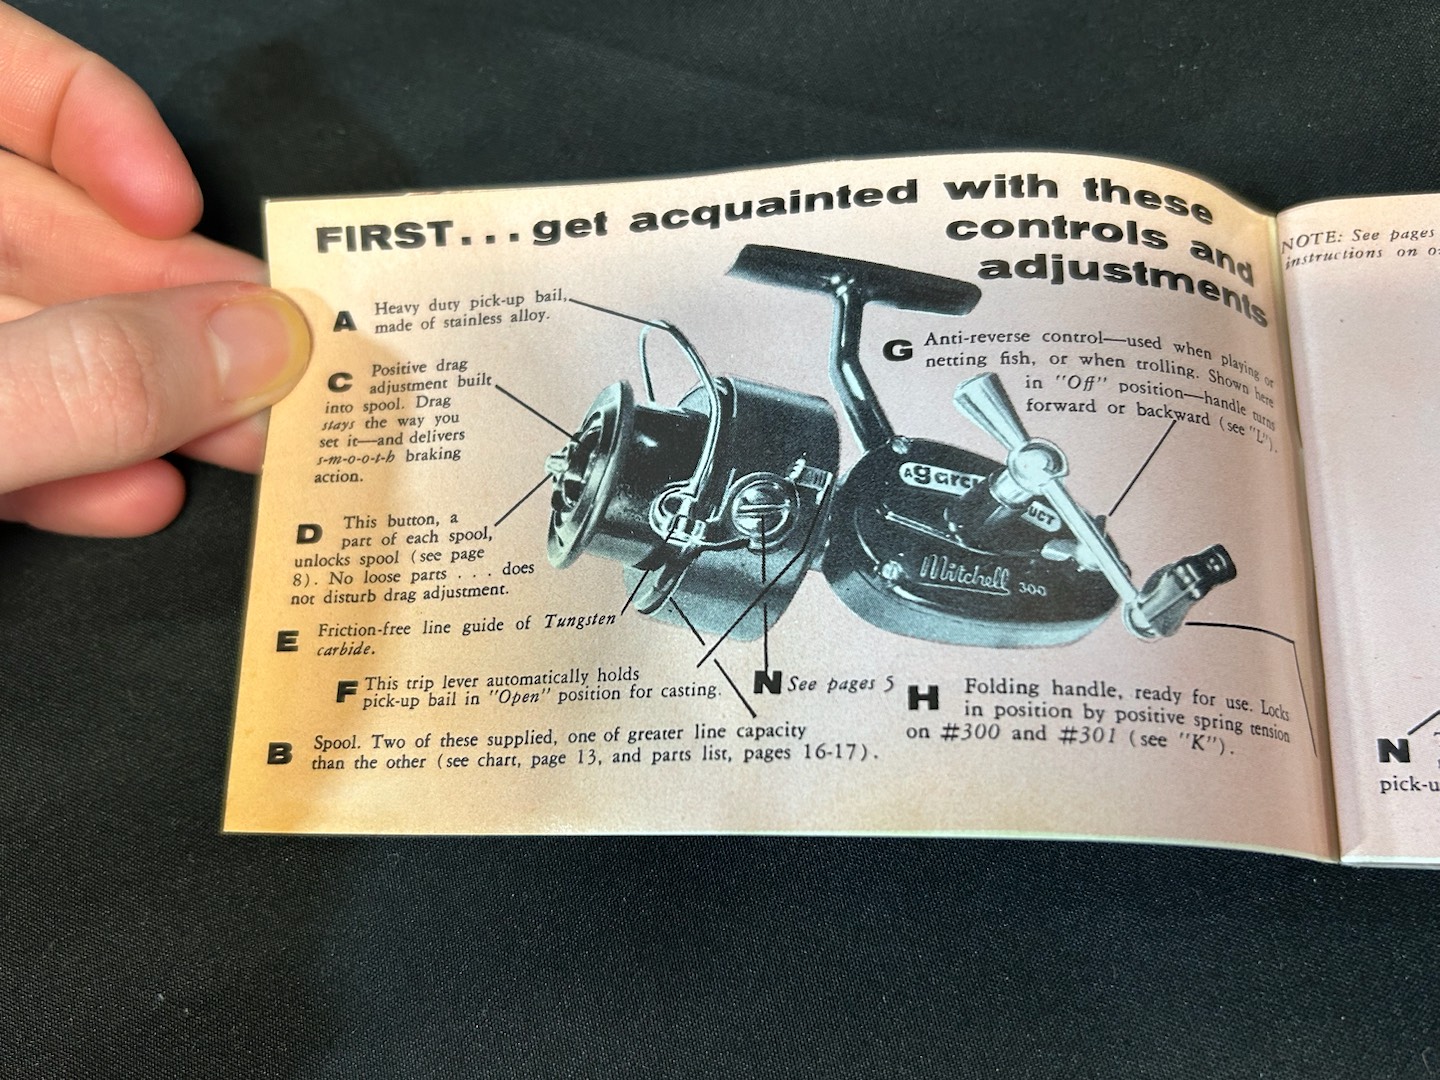 FIRST...get acquainted with these
controls and
adjustments
A Heavy duty pick-up bail,
made of stainless alloy.
C Positive drag
adjustment built
into spool. Drag
stays the way you
set it—and delivers
s-m-o-o-t-h braking
action.
D This button, a
part of each spool,
unlocks spool (see page
8). No loose parts . . . does
not disturb drag adjustment.
E Friction-free line guide of Tungsten
carbide.
F This trip lever automatically holds
pick-up bail in "Open" position for casting.
B Spool. Two of these supplied, one of greater line capacity
than the other (see chart, page 13, and parts list, pages 16-17).
G Anti-reverse control—used when playing or
netting fish, or when trolling. Shown here
in "Off" position—handle turns
forward or backward (see "L").
A garc
UCT
Mitchell 300
N See pages 5
H Folding handle, ready for use. Locks
in position by positive spring tension
on #300 and #301 (see "K").
NOTE: See pages
instructions on
N
pick-u